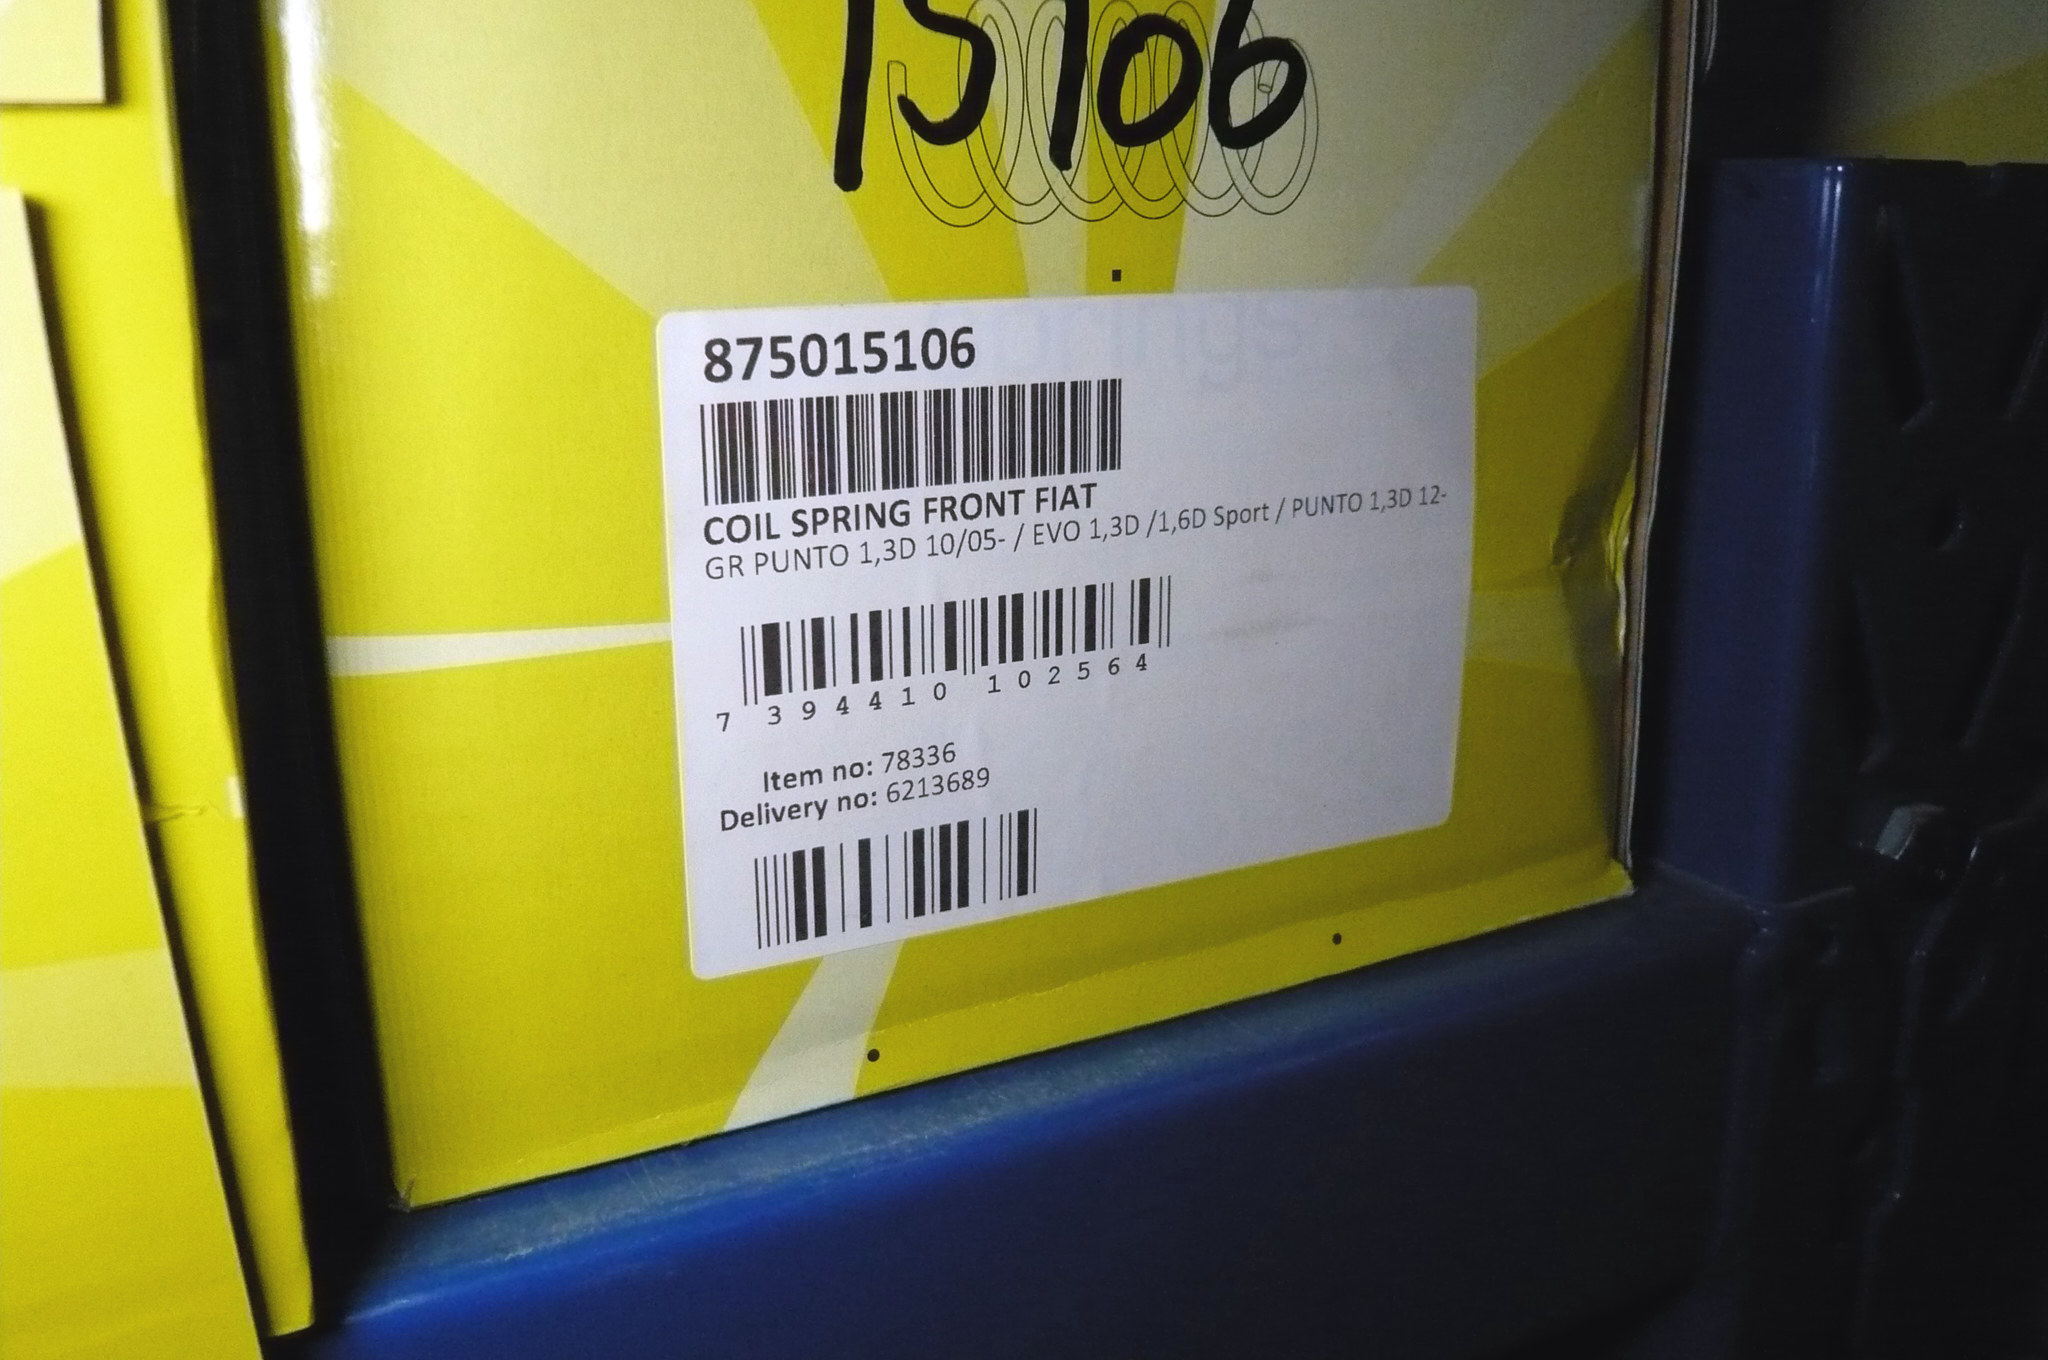 15106
875015106
COIL SPRING FRONT FIAT
GR PUNTO 1,3D 10/05- / EVO 1,3D /1,6D Sport / PUNTO 1,3D 12-
7 394410 102564
Item no: 78336
Delivery no: 6213689